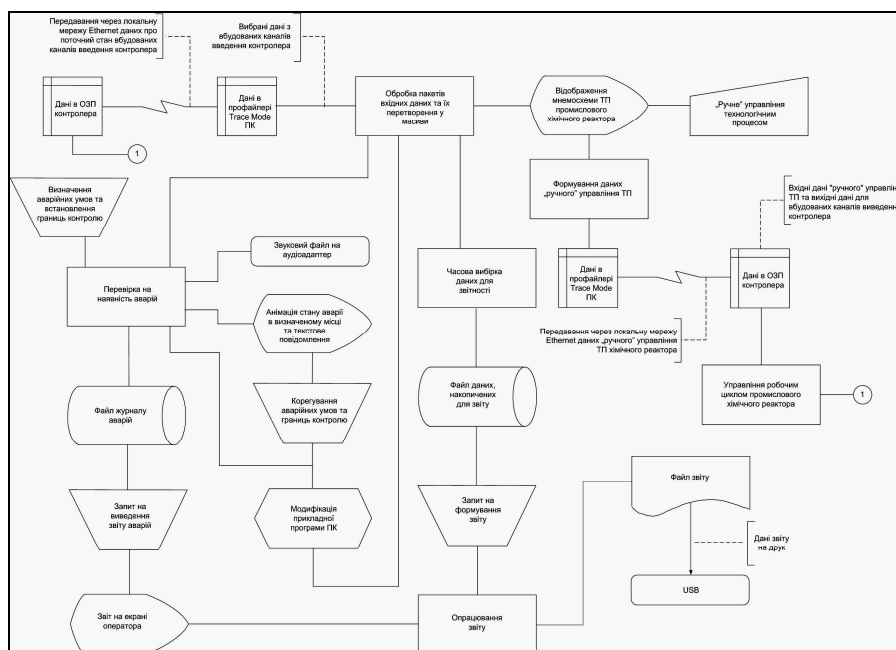 Передавання через локальну
мережу Ethernet даних про
поточний стан вбудованих
каналів введення контролера
Вибрані дані з
вбудованих каналів
введення контролера
Дані в ОЗП
контролера
Дані в
профайлері
Trace Mode
ПК
Обробка пакетів
вхідних даних та їх
перетворення у
масиви
Відображення
мнемосхеми ТП
промислового
хімічного реактора
„Ручне" управління
технологічним
процесом
1
Визначення
аварійних умов та
встановлення
границь контролю
Формування даних
„ручного" управління ТП
Вхідні дані "ручного" управлін
ТП та вихідні дані для
вбудованих каналів виведен
контролера
Звуковий файл на
аудіоадаптер
Перевірка на
наявність аварій
Часова вибірка
даних для
звітності
Дані в
профайлері
Trace Mode
ПК
Дані в ОЗП
контролера
Анімація стану аварії
в визначеному місці
та текстове
повідомлення
Передавання через локальну мережу
Ethernet даних „ручного" управління
ТП хімічного реактора
Файл журналу
аварій
Корегування
аварійних умов та
границь контролю
Файл даних,
накопичених
для звіту
Управління робочим
циклом промислового
хімічного реактора
1
Запит на
виведення
звіту аварій
Модифікація
прикладної
програми ПК
Запит на
формування
звіту
Файл звіту
Дані звіту
на друк
USB
Звіт на екрані
оператора
Опрацювання
звіту